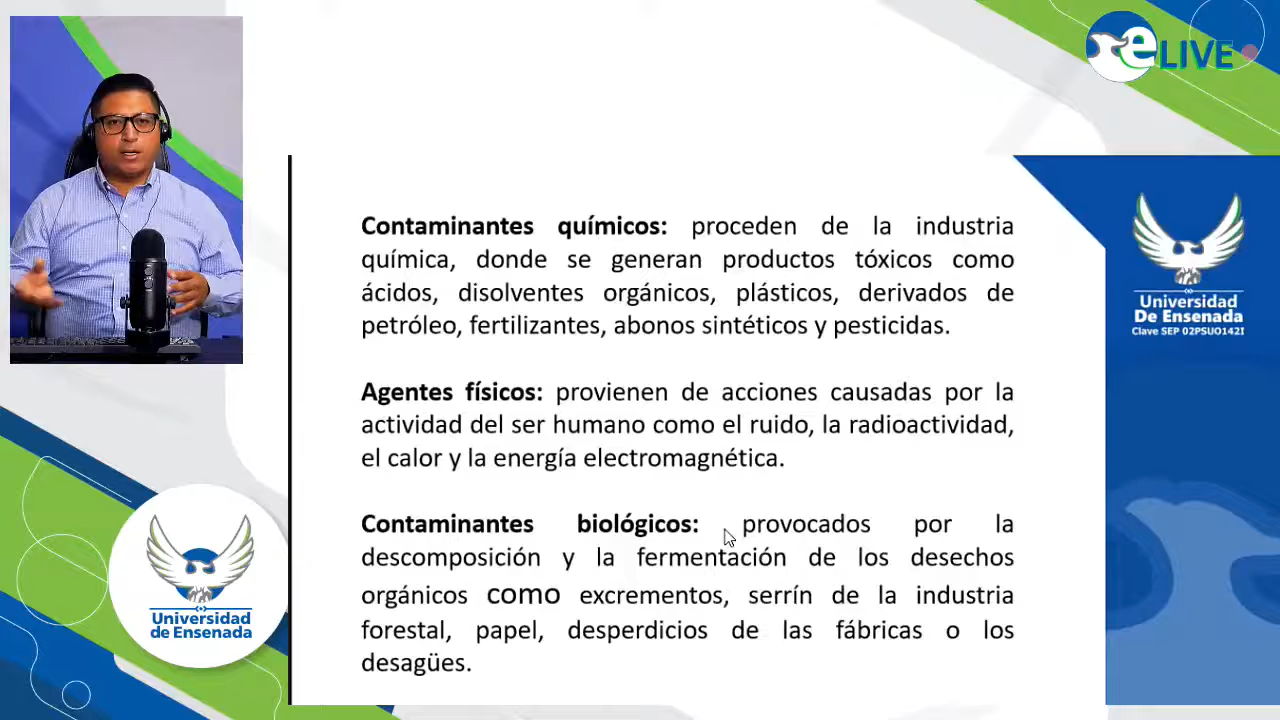 eLIVE
Contaminantes químicos: proceden de la industria
química, donde se generan productos tóxicos como
ácidos, disolventes orgánicos, plásticos, derivados de
petróleo, fertilizantes, abonos sintéticos y pesticidas.
Agentes físicos: provienen de acciones causadas por la
actividad del ser humano como el ruido, la radioactividad,
el calor y la energía electromagnética.
Contaminantes biológicos: provocados por la
descomposición y la fermentación de los desechos
orgánicos como excrementos, serrín de la industria
forestal, papel, desperdicios de las fábricas o los
desagües.
Universidad
De Ensenada
Clave SEP 02PSU0142I
Universidad
de Ensenada